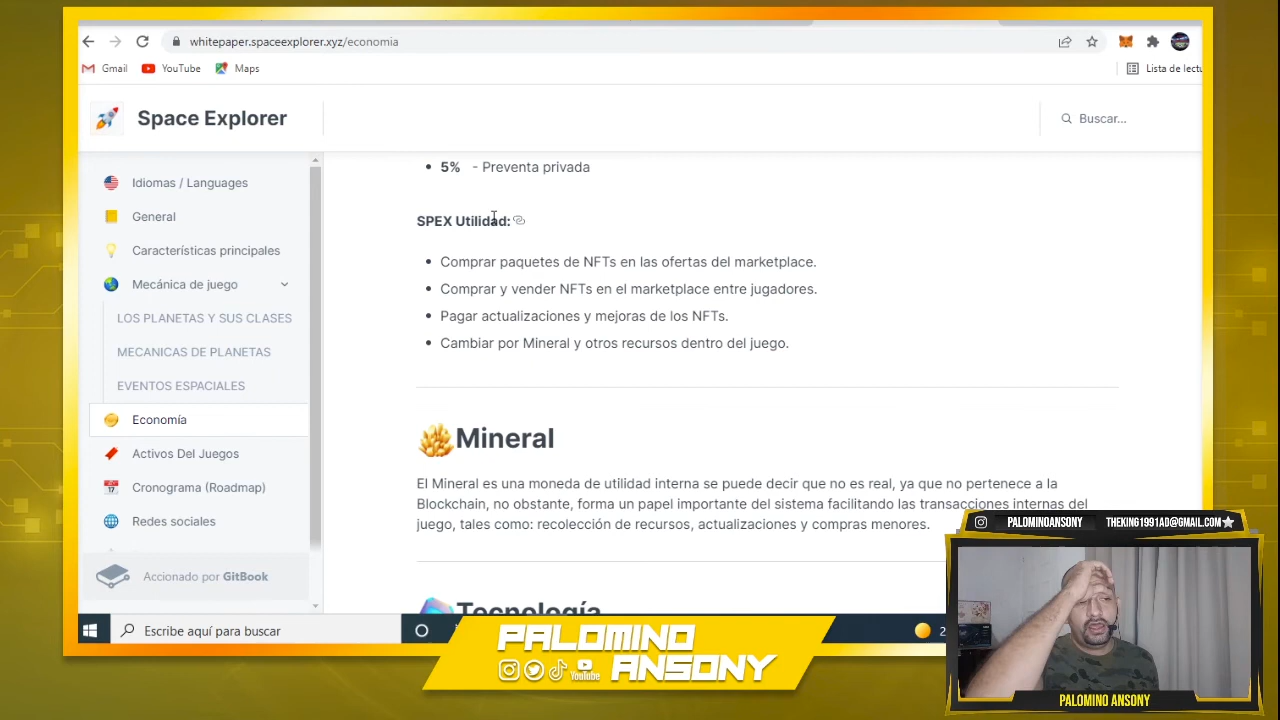 whitepaper.spaceexplorer.xyz/economia
Gmail
YouTube
Maps
Lista de lectu
Space Explorer
Buscar...
Idiomas / Languages
General
Características principales
Mecánica de juego
LOS PLANETAS Y SUS CLASES
MECANICAS DE PLANETAS
EVENTOS ESPACIALES
Economía
Activos Del Juegos
Cronograma (Roadmap)
Redes sociales
Accionado por GitBook
5% - Preventa privada
SPEX Utilidad:
Comprar paquetes de NFTs en las ofertas del marketplace.
Comprar y vender NFTs en el marketplace entre jugadores.
Pagar actualizaciones y mejoras de los NFTs.
Cambiar por Mineral y otros recursos dentro del juego.
Mineral
El Mineral es una moneda de utilidad interna se puede decir que no es real, ya que no pertenece a la
Blockchain, no obstante, forma un papel importante del sistema facilitando las transacciones internas del
juego, tales como: recolección de recursos, actualizaciones y compras menores.
Tecnología
PALOMINOANSONY THEKING1991AD@GMAIL.COM
Escribe aquí para buscar
2
PALOMINO
ANSONY
YouTube
PALOMINO ANSONY